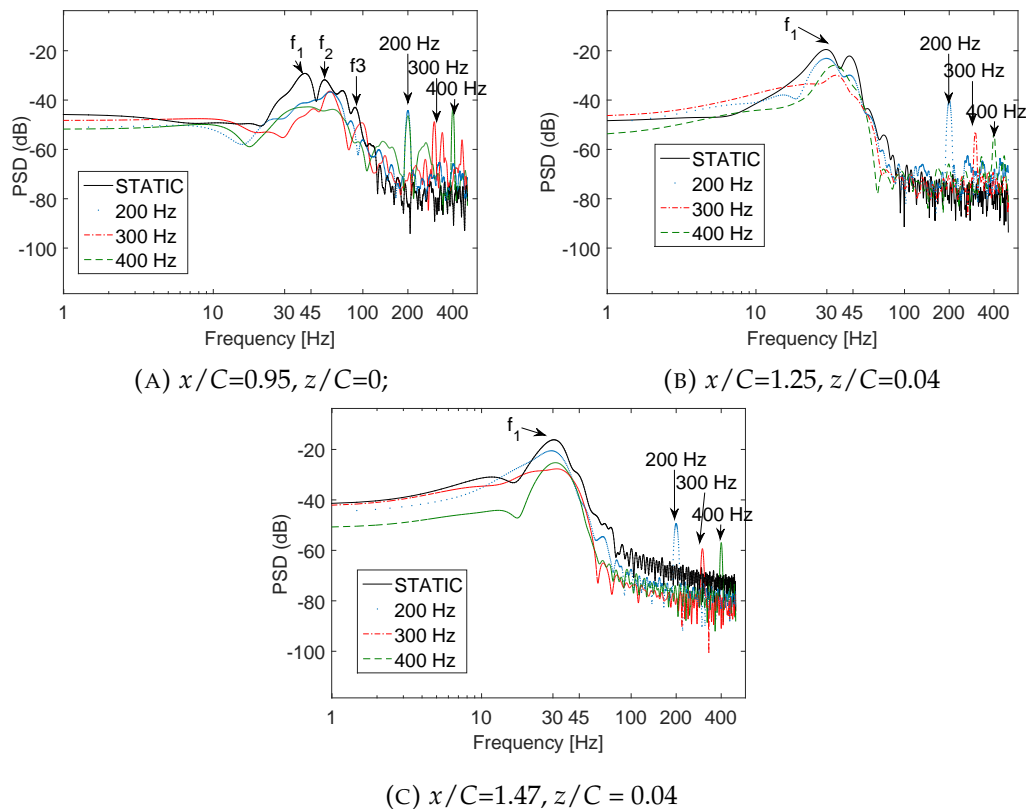 f1 f2 f3 200 Hz 300 Hz 400 Hz
-20
-40
-60
-80
-100
PSD (dB)
STATIC
200 Hz
300 Hz
400 Hz
1 10 30 45 100 200 400
Frequency [Hz]
(A) x/C=0.95, z/C=0;
f1 200 Hz 300 Hz 400 Hz
-20
-40
-60
-80
-100
PSD (dB)
STATIC
200 Hz
300 Hz
400 Hz
1 10 30 45 100 200 400
Frequency [Hz]
(B) x/C=1.25, z/C=0.04
f1 200 Hz 300 Hz 400 Hz
-20
-40
-60
-80
-100
PSD (dB)
STATIC
200 Hz
300 Hz
400 Hz
1 10 30 45 100 200 400
Frequency [Hz]
(C) x/C=1.47, z/C = 0.04